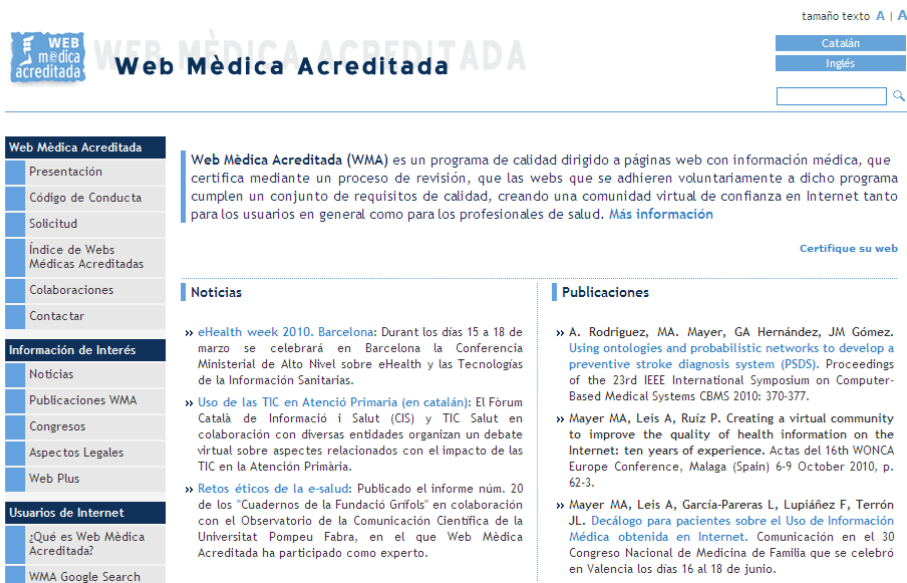 tamaño texto A | A
WEB
m@dica
acreditada
WEB MÈDICA ACREDITADA
Web Mèdica Acreditada
Catalán
Inglés
Web Mèdica Acreditada
Presentación
Código de Conducta
Solicitud
Índice de Webs
Médicas Acreditadas
Colaboraciones
Contactar
Información de Interés
Noticias
Publicaciones WMA
Congresos
Aspectos Legales
Web Plus
Usuarios de Internet
¿Qué es Web Mèdica
Acreditada?
WMA Google Search
Web Mèdica Acreditada (WMA) es un programa de calidad dirigido a páginas web con información médica, que
certifica mediante un proceso de revisión, que las webs que se adhieren voluntariamente a dicho programa
cumplen un conjunto de requisitos de calidad, creando una comunidad virtual de confianza en Internet tanto
para los usuarios en general como para los profesionales de salud. Más información
Certifique su web
Noticias
» eHealth week 2010. Barcelona: Durant los días 15 a 18 de
marzo se celebrará en Barcelona la Conferencia
Ministerial de Alto Nivel sobre eHealth y las Tecnologías
de la Información Sanitarias.
» Uso de las TIC en Atenció Primaria (en catalán): El Fòrum
Català de Informació i Salut (CIS) y TIC Salut en
colaboración con diversas entidades organizan un debate
virtual sobre aspectos relacionados con el impacto de las
TIC en la Atención Primària.
» Retos éticos de la e-salud: Publicado el informe núm. 20
de los "Cuadernos de la Fundació Grifols" en colaboración
con el Observatorio de la Comunicación Científica de la
Universitat Pompeu Fabra, en el que Web Mèdica
Acreditada ha participado como experto.
Publicaciones
» A. Rodriguez, MA. Mayer, GA Hernández, JM Gómez.
Using ontologies and probabilistic networks to develop a
preventive stroke diagnosis system (PSDS). Proceedings
of the 23rd IEEE International Symposium on Computer-
Based Medical Systems CBMS 2010: 370-377.
» Mayer MA, Leis A, Ruiz P. Creating a virtual community
to improve the quality of health information on the
Internet: ten years of experience. Actas del 16th WONCA
Europe Conference, Malaga (Spain) 6-9 October 2010, p.
62-3.
» Mayer MA, Leis A, García-Pareras L, Lupiáñez F, Terrón
JL. Decálogo para pacientes sobre el Uso de Información
Médica obtenida en Internet. Comunicación en el 30
Congreso Nacional de Medicina de Familia que se celebró
en Valencia los días 16 al 18 de junio.